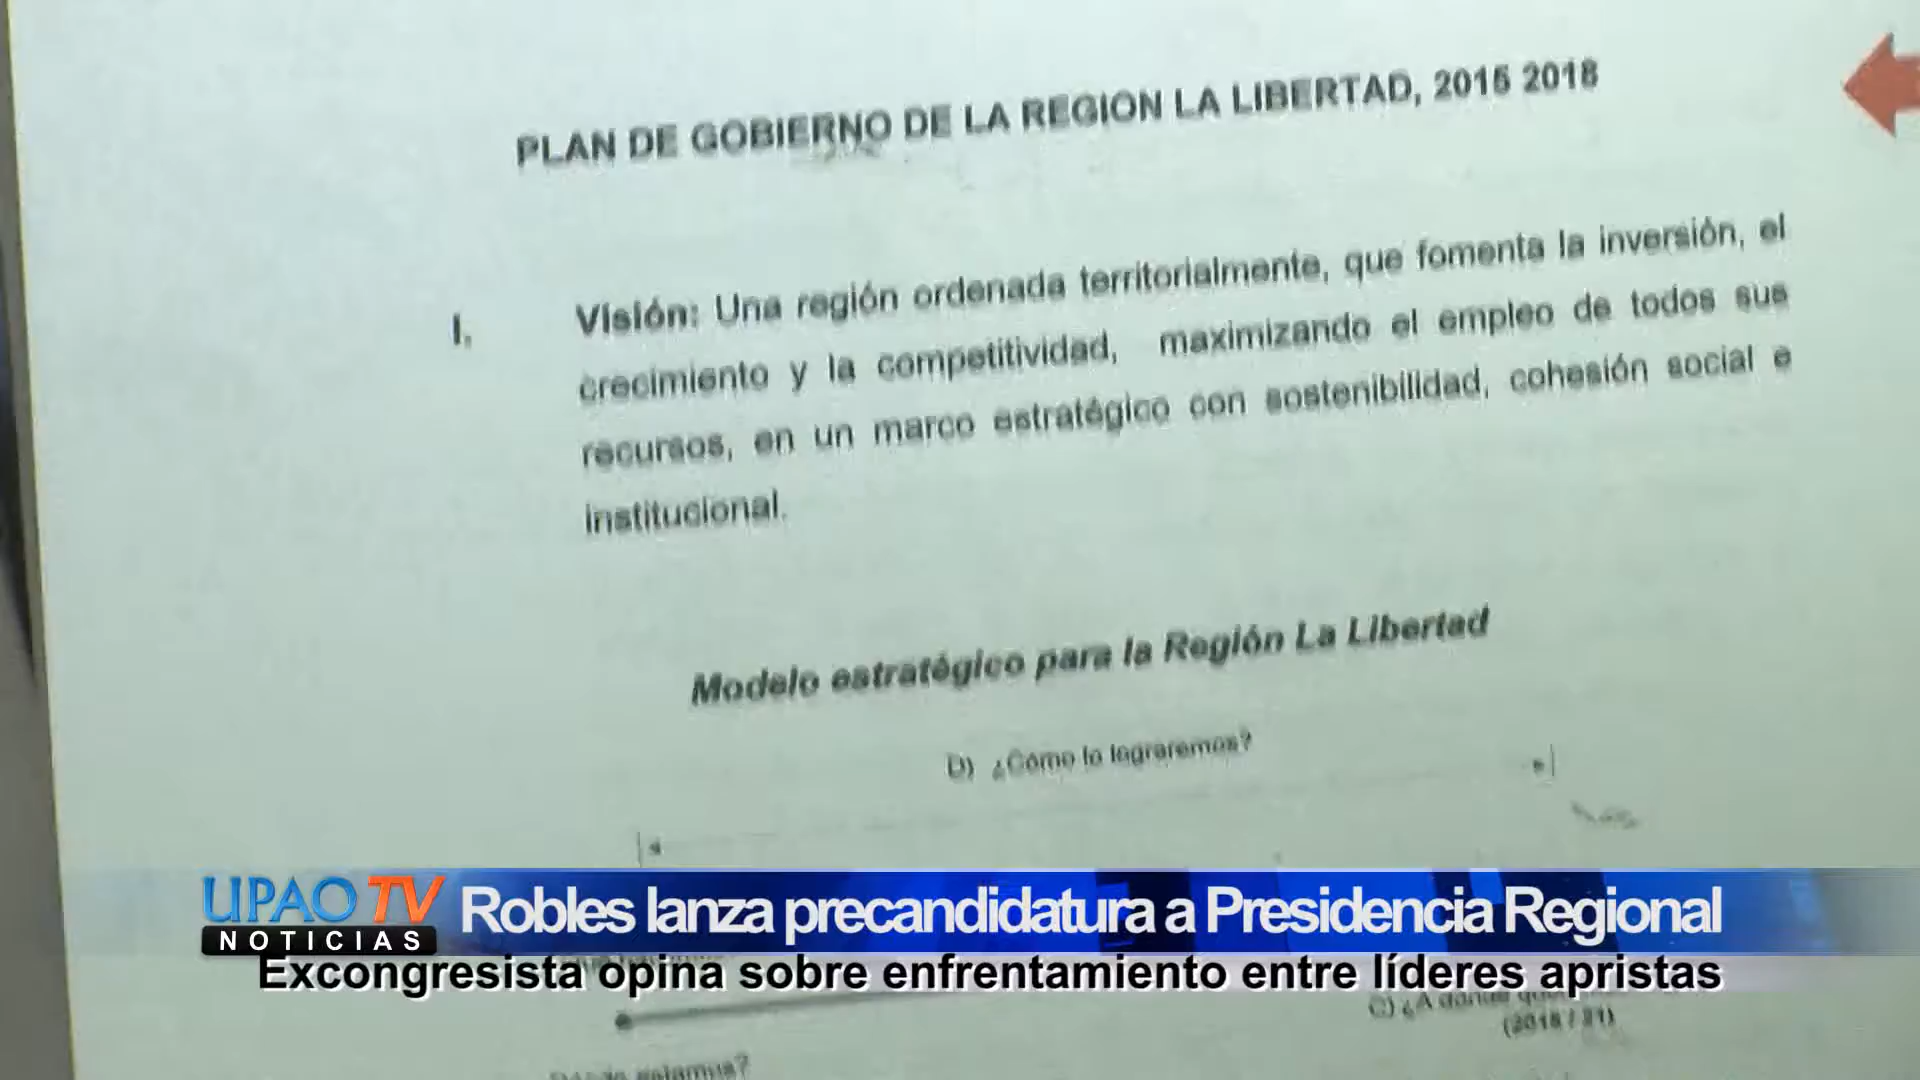 PLAN DE GOBIERNO DE LA REGION LA LIBERTAD, 2015 2018
I. Visión: Una región ordenada territorialmente, que fomenta la inversión, el
crecimiento y la competitividad, maximizando el empleo de todos sus
recursos, en un marco estratégico con sostenibilidad, cohesión social e
institucional.
Modelo estratégico para la Región La Libertad
D) ¿Cómo lo lograremos?
UPAO TV
NOTICIAS
Robles lanza precandidatura a Presidencia Regional
Excongresista opina sobre enfrentamiento entre líderes apristas
C) ¿A dónde
estamos?